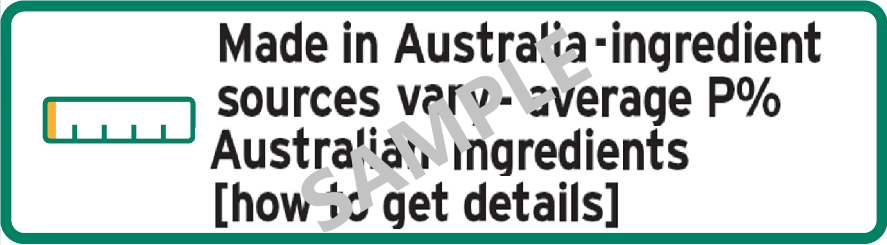 Made in Australia - ingredient
sources vary - average P%
Australian ingredients
[how to get details]
SAMPLE